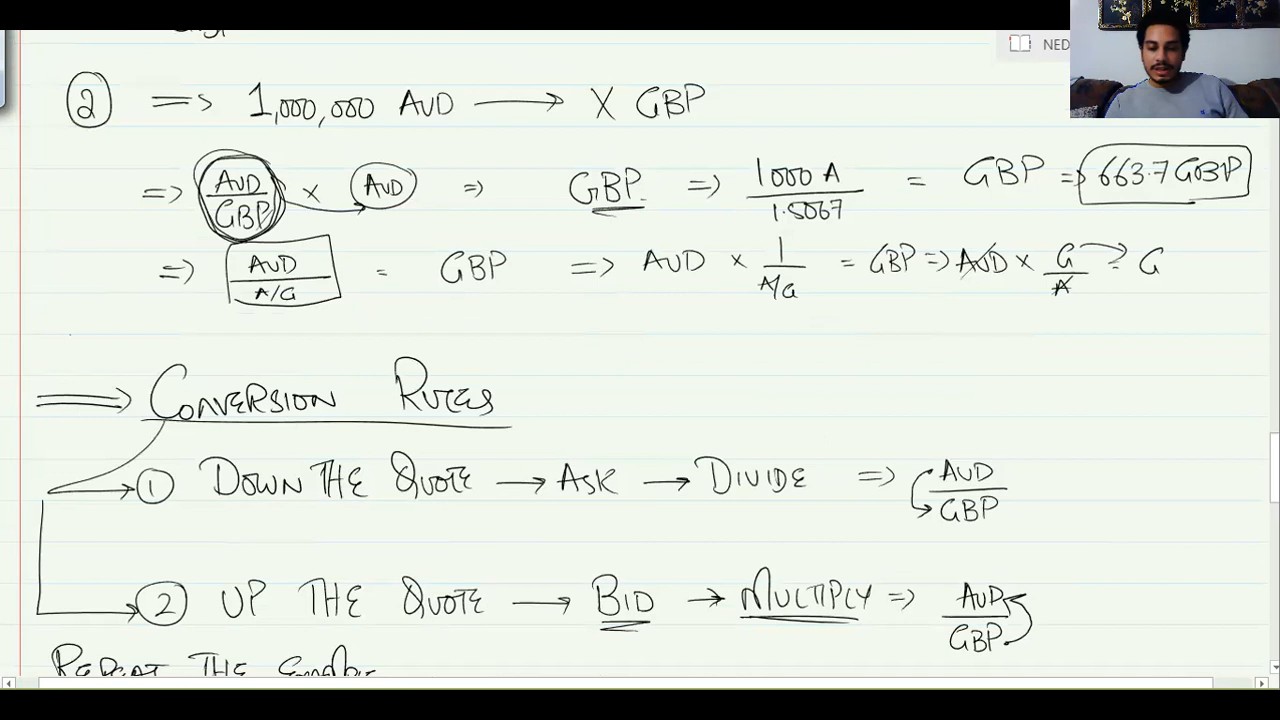 NED
② => 1,000,000 AUD → X GBP
=> AUD/GBP × AUD => GBP => 1000 A/1.5067 = GBP => 663.7 GBP
=> AUD/A/G = GBP => AUD × 1/A/G = GBP => AUD × G/A → G
=> CONVERSION RULES
→ ① DOWN THE QUOTE → ASK → DIVIDE => AUD/GBP
→ ② UP THE QUOTE → BID → MULTIPLY => AUD/GBP
REPEAT THE